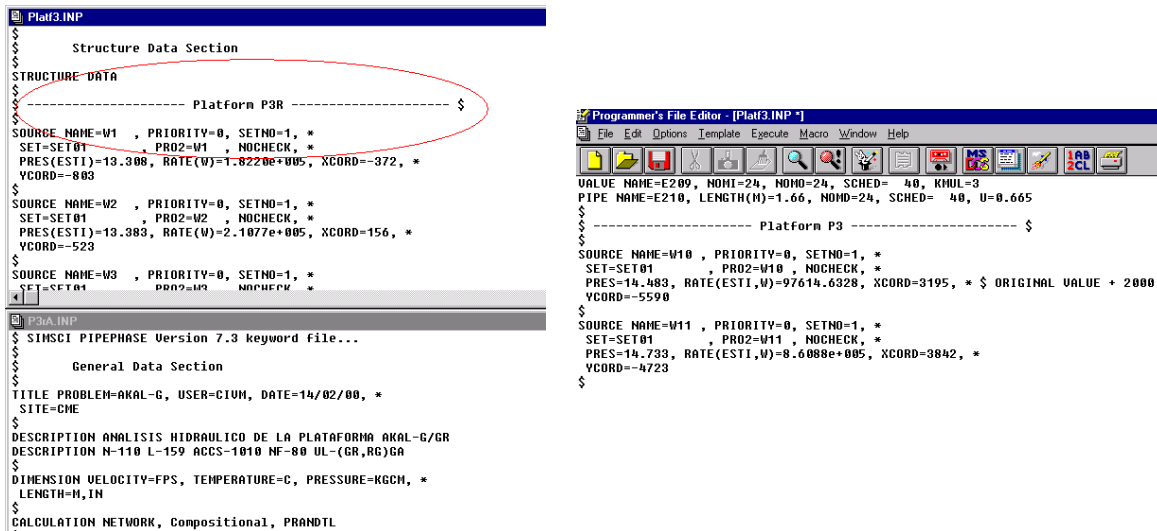 Platf3.INP
$
$ Structure Data Section
$
STRUCTURE DATA
$
$ --------------------- Platform P3R --------------------- $
$
SOURCE NAME=W1 , PRIORITY=0, SETNO=1, *
SET=SET01 , PRO2=W1 , NOCHECK, *
PRES(ESTI)=13.308, RATE(W)=1.8220e+005, XCORD=-372, *
YCORD=-803
$
SOURCE NAME=W2 , PRIORITY=0, SETNO=1, *
SET=SET01 , PRO2=W2 , NOCHECK, *
PRES(ESTI)=13.383, RATE(W)=2.1077e+005, XCORD=156, *
YCORD=-523
$
SOURCE NAME=W3 , PRIORITY=0, SETNO=1, *
SET=SET01 PRO2=W3 NOCHECK *
P3rA.INP
$ SIMSCI PIPEPHASE Version 7.3 keyword file...
$
$ General Data Section
$
TITLE PROBLEM=AKAL-G, USER=CIVM, DATE=14/02/00, *
SITE=CME
$
DESCRIPTION ANALISIS HIDRAULICO DE LA PLATAFORMA AKAL-G/GR
DESCRIPTION N-110 L-159 ACCS-1010 NF-80 UL-(GR,RG)GA
$
DIMENSION VELOCITY=FPS, TEMPERATURE=C, PRESSURE=KGCM, *
LENGTH=M,IN
$
CALCULATION NETWORK, Compositional, PRANDTL
Programmer's File Editor - [Platf3.INP *]
File Edit Options Template Execute Macro Window Help
MS DOS
1AB 2CL
VALVE NAME=E209, NOMI=24, NOMO=24, SCHED= 40, KMUL=3
PIPE NAME=E210, LENGTH(M)=1.66, NOMD=24, SCHED= 40, U=0.665
$
$ ---------------------- Platform P3 ---------------------- $
$
SOURCE NAME=W10 , PRIORITY=0, SETNO=1, *
SET=SET01 , PRO2=W10 , NOCHECK, *
PRES=14.483, RATE(ESTI,W)=97614.6328, XCORD=3195, * $ ORIGINAL VALUE + 2000
YCORD=-5590
$
SOURCE NAME=W11 , PRIORITY=0, SETNO=1, *
SET=SET01 , PRO2=W11 , NOCHECK, *
PRES=14.733, RATE(ESTI,W)=8.6088e+005, XCORD=3842, *
YCORD=-4723
$